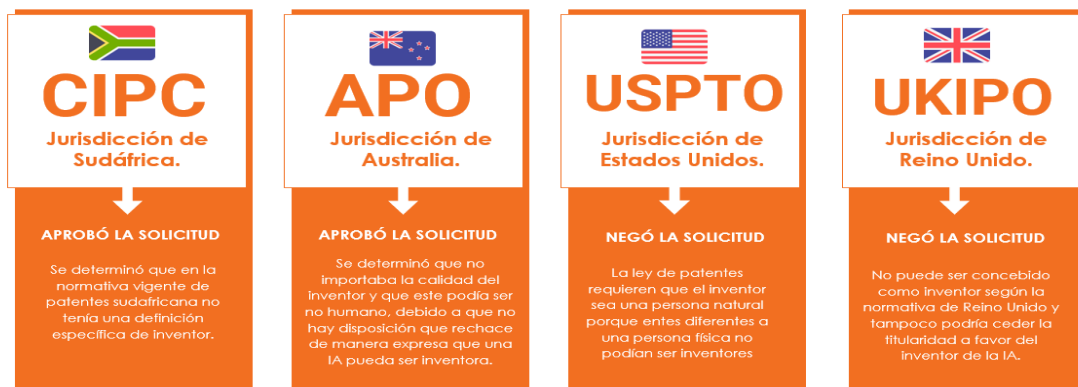 CIPC
Jurisdicción de
Sudáfrica.
APROBÓ LA SOLICITUD
Se determinó que en la
normativa vigente de
patentes sudafricana no
tenía una definición
específica de inventor.
APO
Jurisdicción de
Australia.
APROBÓ LA SOLICITUD
Se determinó que no
importaba la calidad del
inventor y que este podía ser
no humano, debido a que no
hay disposición que rechace
de manera expresa que una
IA pueda ser inventora.
USPTO
Jurisdicción de
Estados Unidos.
NEGÓ LA SOLICITUD
La ley de patentes
requieren que el inventor
sea una persona natural
porque entes diferentes a
una persona física no
podían ser inventores
UKIPO
Jurisdicción de
Reino Unido.
NEGÓ LA SOLICITUD
No puede ser concebido
como inventor según la
normativa de Reino Unido y
tampoco podría ceder la
titularidad a favor del
inventor de la IA.